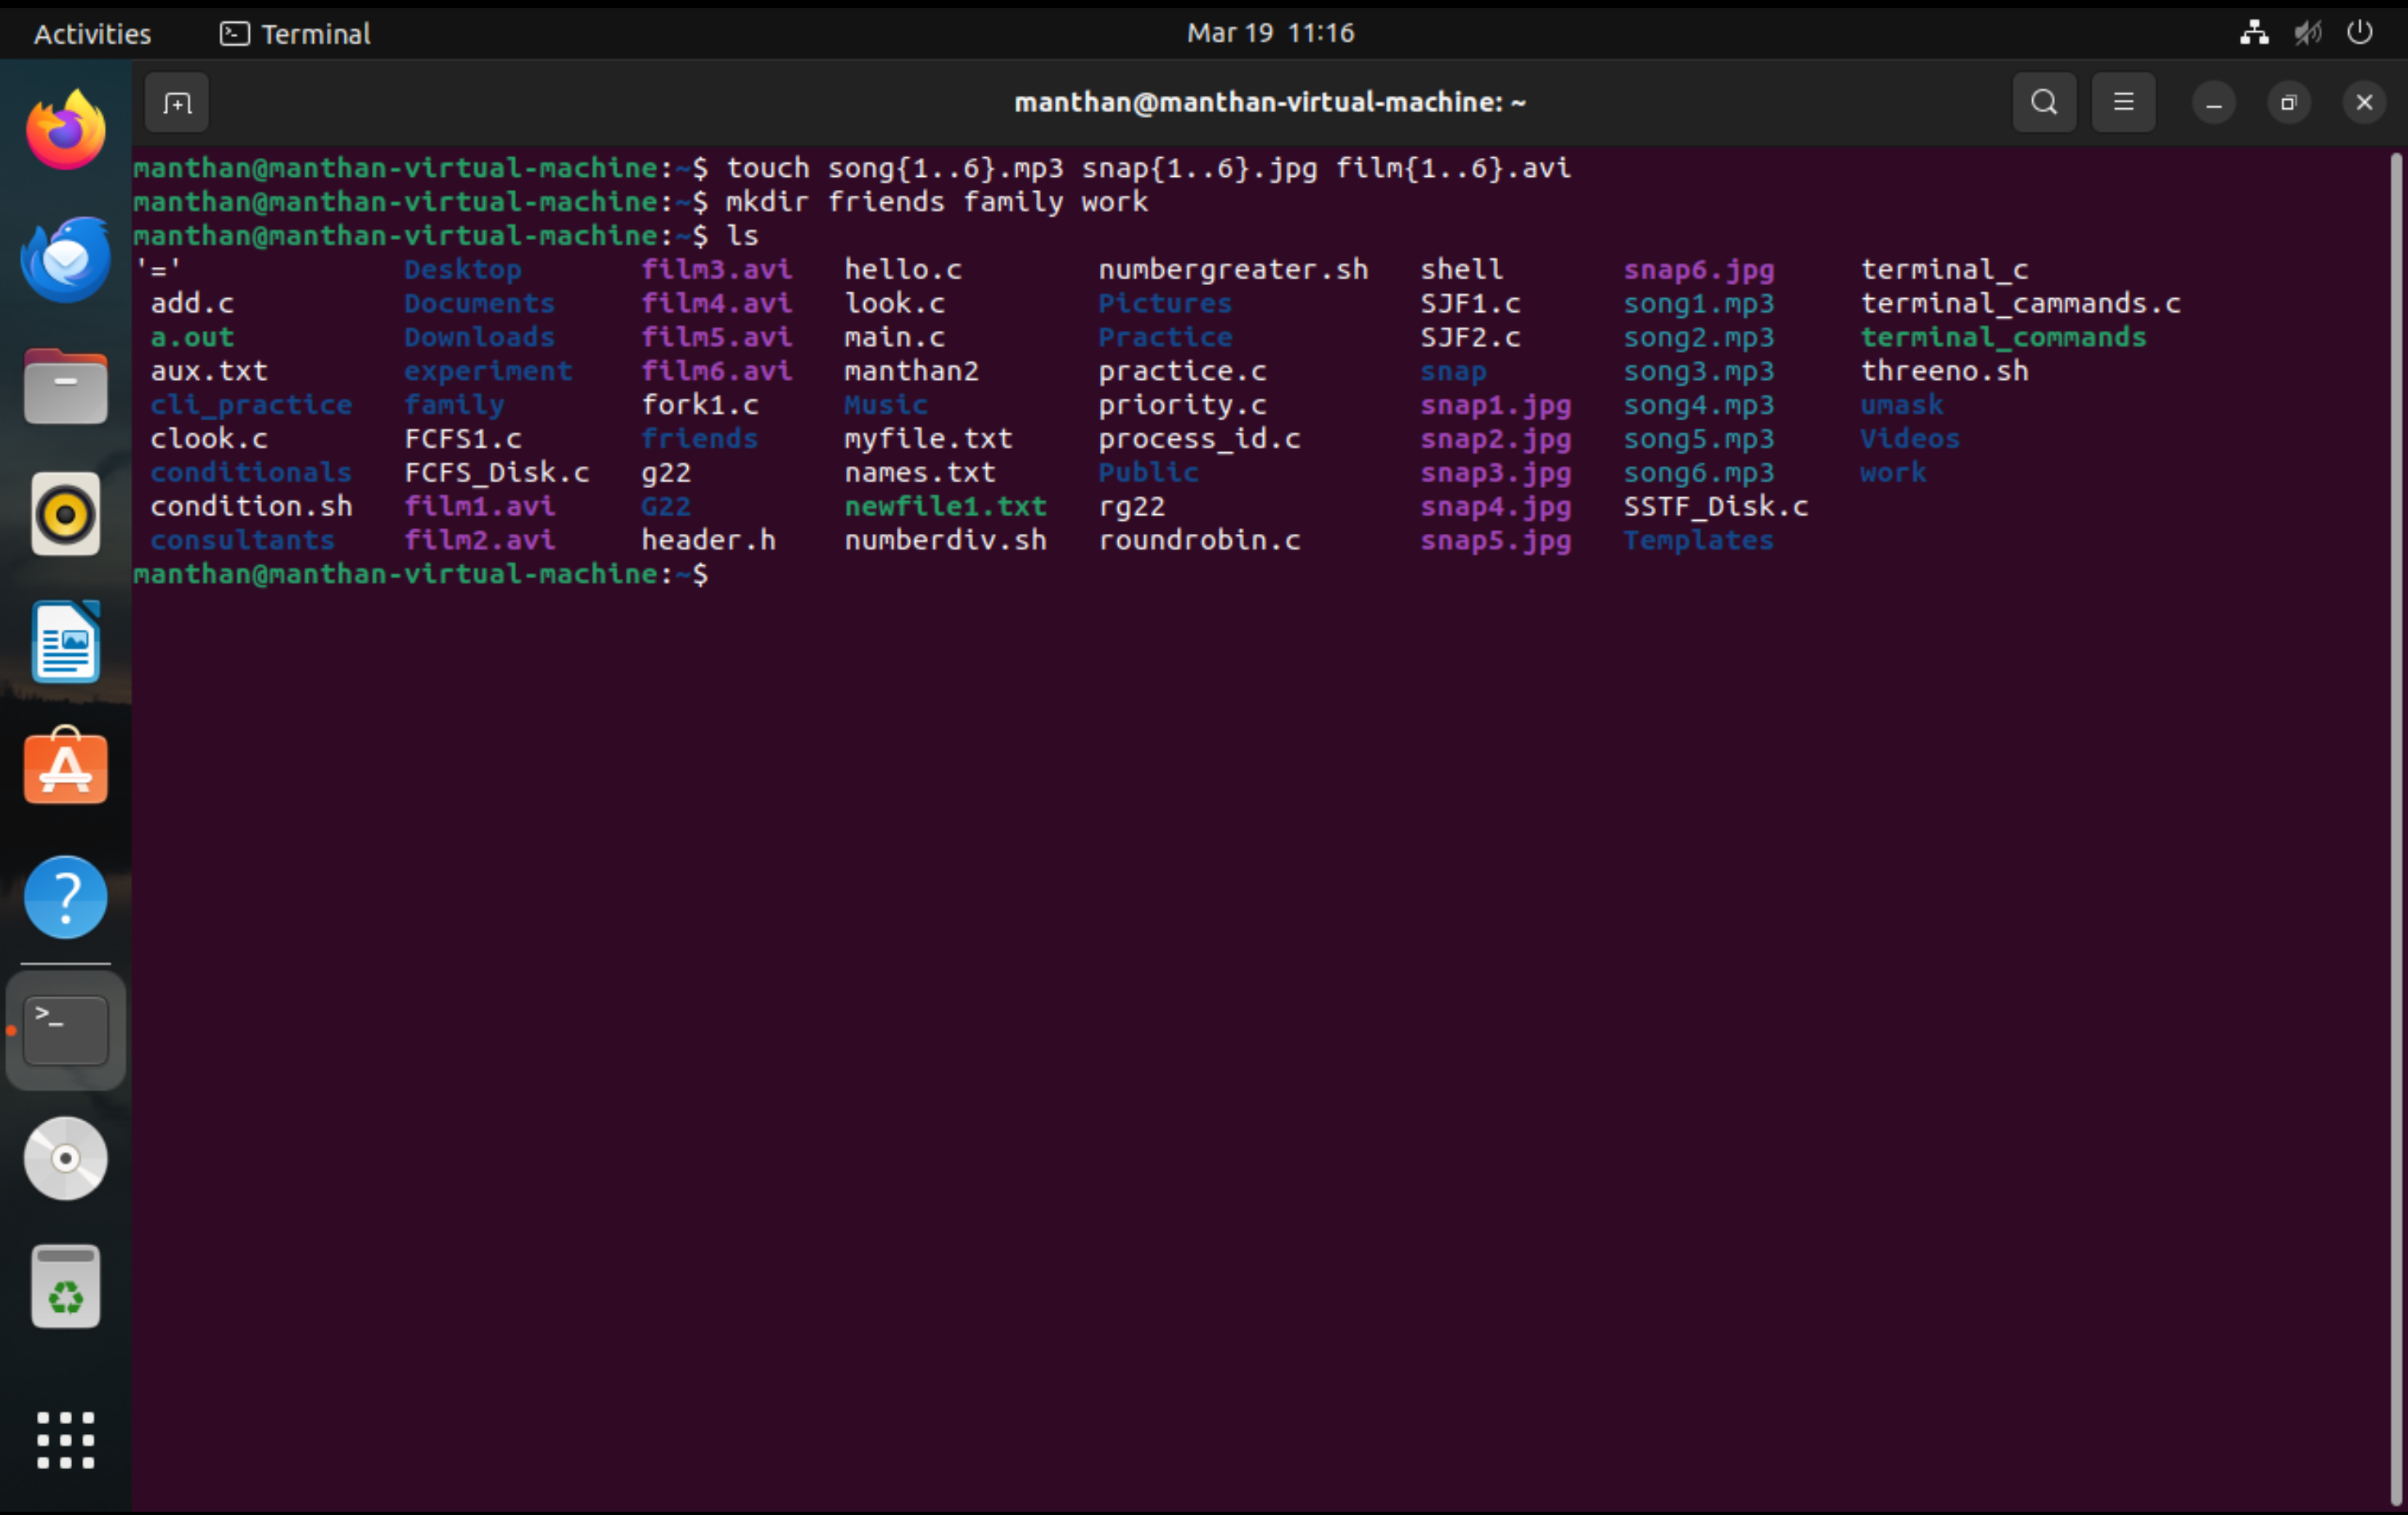 Activities Terminal Mar 19 11:16
manthan@manthan-virtual-machine: ~
manthan@manthan-virtual-machine:~$ touch song{1..6}.mp3 snap{1..6}.jpg film{1..6}.avi
manthan@manthan-virtual-machine:~$ mkdir friends family work
manthan@manthan-virtual-machine:~$ ls
'=' Desktop film3.avi hello.c numbergreater.sh shell snap6.jpg terminal_c
add.c Documents film4.avi look.c Pictures SJF1.c song1.mp3 terminal_cammands.c
a.out Downloads film5.avi main.c Practice SJF2.c song2.mp3 terminal_commands
aux.txt experiment film6.avi manthan2 practice.c snap song3.mp3 threeno.sh
cli_practice family fork1.c Music priority.c snap1.jpg song4.mp3 umask
clook.c FCFS1.c friends myfile.txt process_id.c snap2.jpg song5.mp3 Videos
conditionals FCFS_Disk.c g22 names.txt Public snap3.jpg song6.mp3 work
condition.sh film1.avi G22 newfile1.txt rg22 snap4.jpg SSTF_Disk.c
consultants film2.avi header.h numberdiv.sh roundrobin.c snap5.jpg Templates
manthan@manthan-virtual-machine:~$